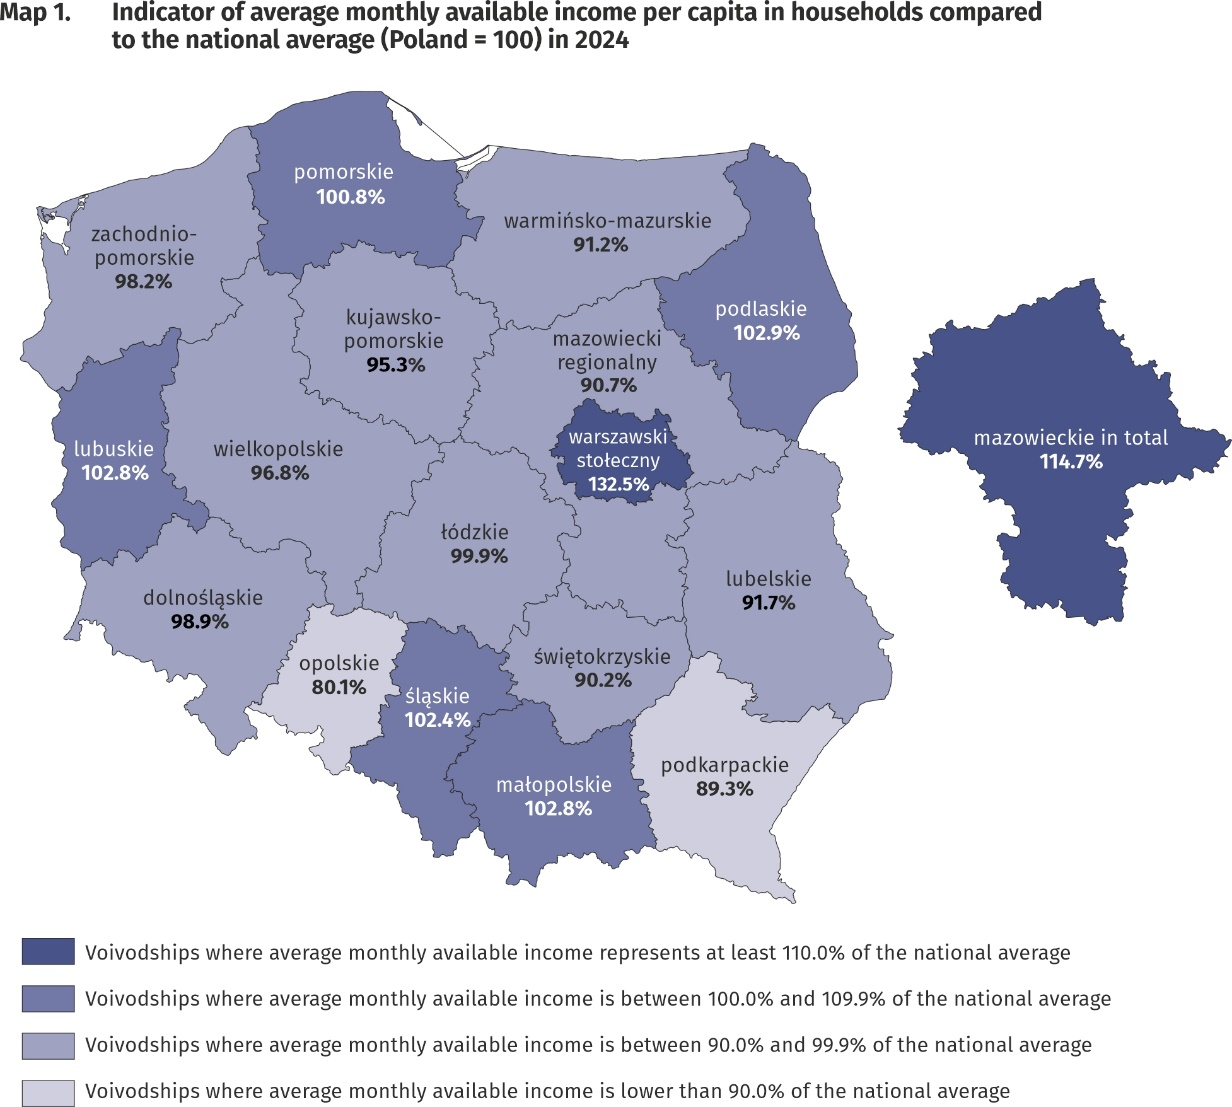 Map 1. Indicator of average monthly available income per capita in households compared
to the national average (Poland = 100) in 2024
pomorskie
100.8%
warmińsko-mazurskie
91.2%
zachodnio-
pomorskie
98.2%
podlaskie
102.9%
kujawsko-
pomorskie
95.3%
mazowiecki
regionalny
90.7%
lubuskie
102.8%
wielkopolskie
96.8%
warszawski
stołeczny
132.5%
mazowieckie in total
114.7%
łódzkie
99.9%
dolnośląskie
98.9%
lubelskie
91.7%
opolskie
80.1%
śląskie
102.4%
świętokrzyskie
90.2%
małopolskie
102.8%
podkarpackie
89.3%
Voivodships where average monthly available income represents at least 110.0% of the national average
Voivodships where average monthly available income is between 100.0% and 109.9% of the national average
Voivodships where average monthly available income is between 90.0% and 99.9% of the national average
Voivodships where average monthly available income is lower than 90.0% of the national average